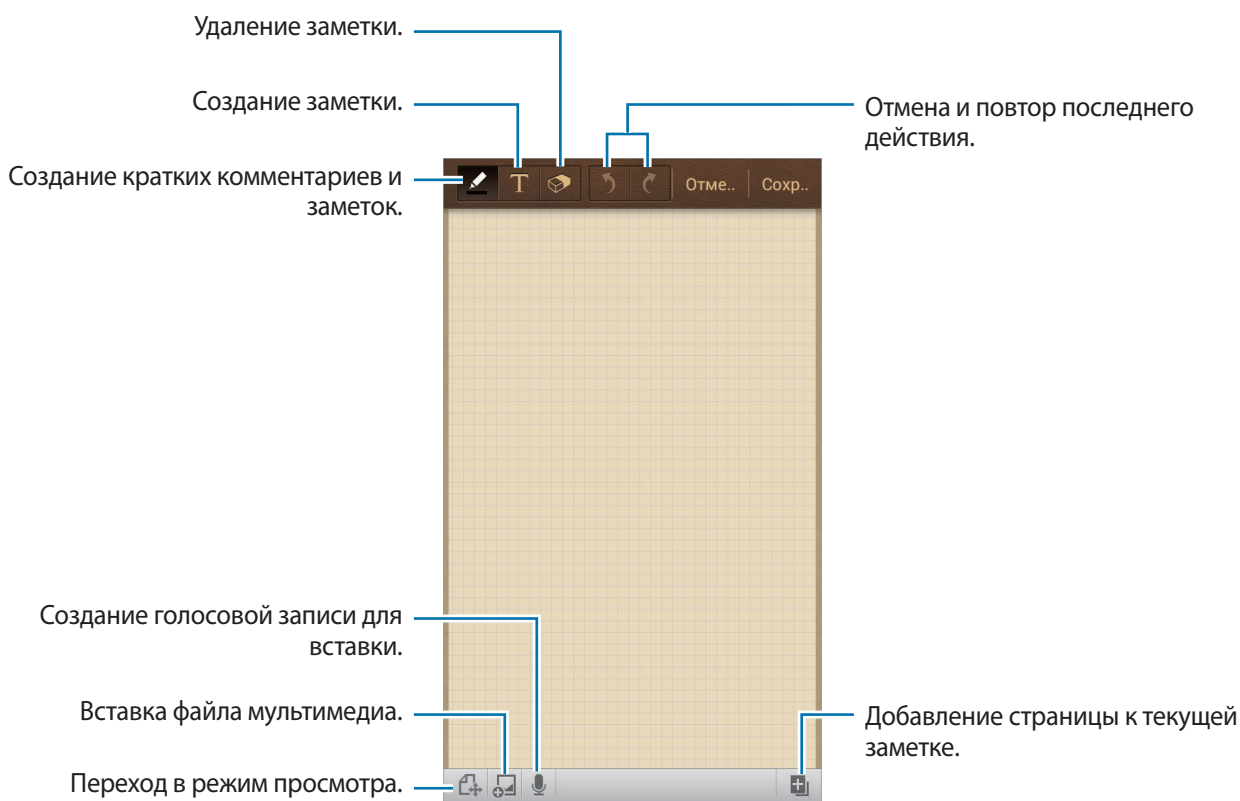 Удаление заметки.
Создание заметки.
Отмена и повтор последнего
действия.
Создание кратких комментариев и
заметок.
T
Отме..
Сохр..
Создание голосовой записи для
вставки.
Вставка файла мультимедиа.
Добавление страницы к текущей
заметке.
Переход в режим просмотра.